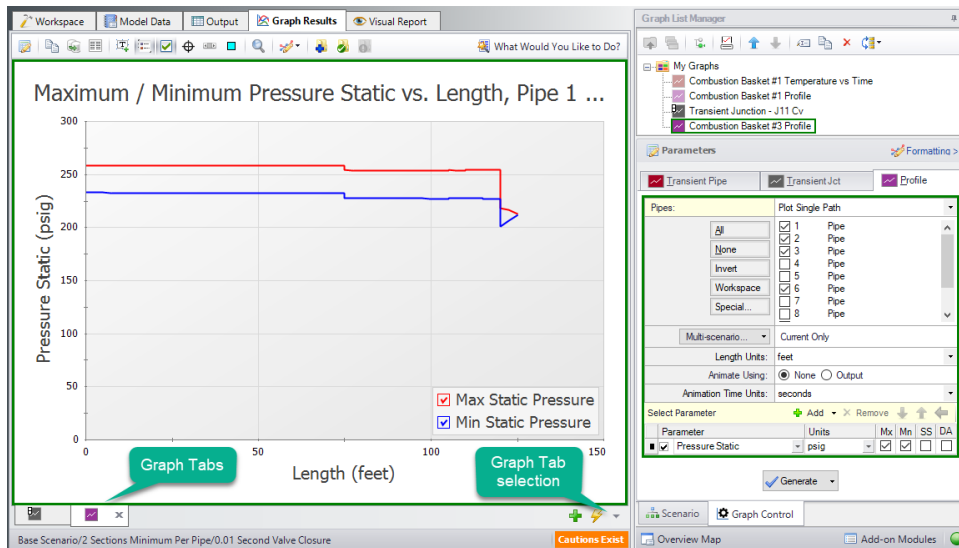 Workspace Model Data Output Graph Results Visual Report
What Would You Like to Do?
Maximum / Minimum Pressure Static vs. Length, Pipe 1 ...
300
250
200
150
100
50
0
Pressure Static (psig)
0 50 100 150
Length (feet)
Max Static Pressure
Min Static Pressure
Graph Tabs
Graph Tab
selection
Base Scenario/2 Sections Minimum Per Pipe/0.01 Second Valve Closure
Cautions Exist
Graph List Manager
My Graphs
Combustion Basket #1 Temperature vs Time
Combustion Basket #1 Profile
Transient Junction - J11 Cv
Combustion Basket #3 Profile
Parameters Formatting >
Transient Pipe Transient Jct Profile
Pipes: Plot Single Path
All
None
Invert
Workspace
Special...
1 Pipe
2 Pipe
3 Pipe
4 Pipe
5 Pipe
6 Pipe
7 Pipe
8 Pipe
Multi-scenario... Current Only
Length Units: feet
Animate Using: None Output
Animation Time Units: seconds
Select Parameter Add Remove
Parameter Units Mx Mn SS DA
Pressure Static psig
Generate
Scenario Graph Control
Overview Map Add-on Modules